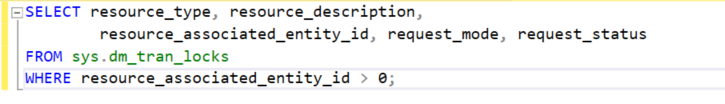 SELECT resource_type, resource_description,
resource_associated_entity_id, request_mode, request_status
FROM sys.dm_tran_locks
WHERE resource_associated_entity_id > 0;